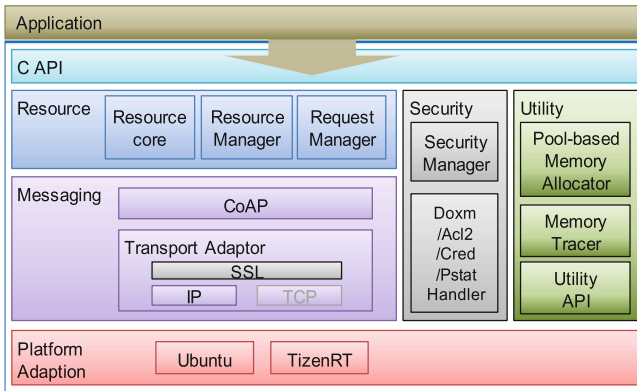 Application
C API
Resource
Resource
core
Resource
Manager
Request
Manager
Security
Security
Manager
Doxm
/Acl2
/Cred
/Pstat
Handler
Utility
Pool-based
Memory
Allocator
Memory
Tracer
Utility
API
Messaging
CoAP
Transport Adaptor
SSL
IP
TCP
Platform
Adaption
Ubuntu
TizenRT